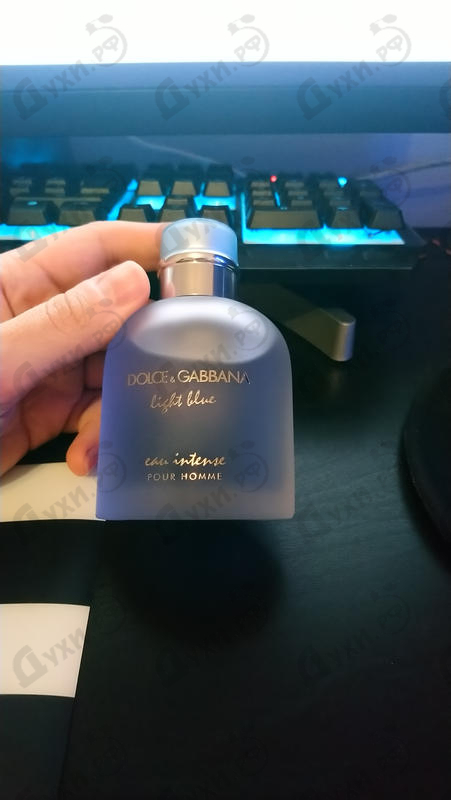 DOLCE & GABBANA
light blue
eau intense
POUR HOMME
Духи.РФ